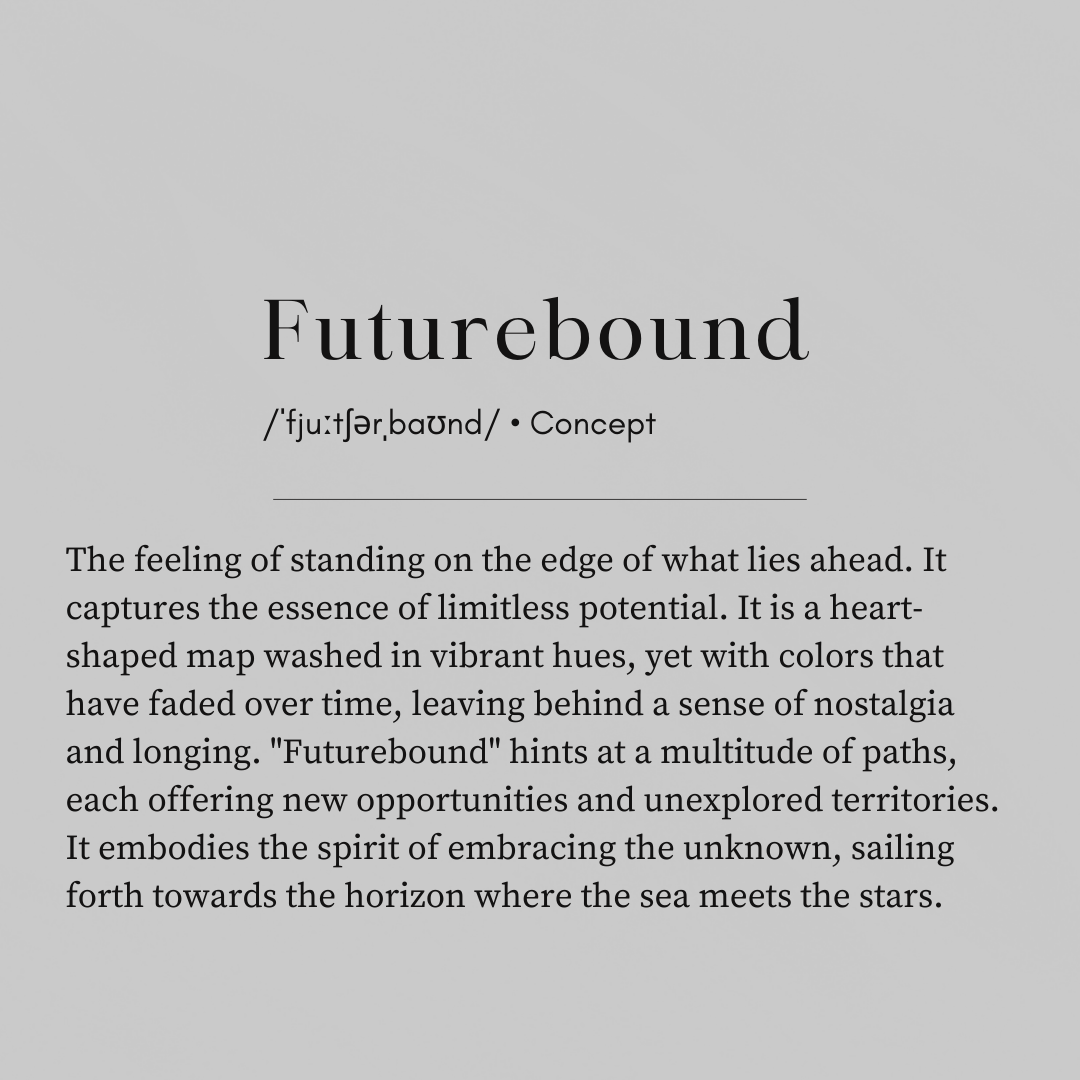 Futurebound
/ˈfjuːtʃərˌbaʊnd/ • Concept
The feeling of standing on the edge of what lies ahead. It
captures the essence of limitless potential. It is a heart-
shaped map washed in vibrant hues, yet with colors that
have faded over time, leaving behind a sense of nostalgia
and longing. "Futurebound" hints at a multitude of paths,
each offering new opportunities and unexplored territories.
It embodies the spirit of embracing the unknown, sailing
forth towards the horizon where the sea meets the stars.